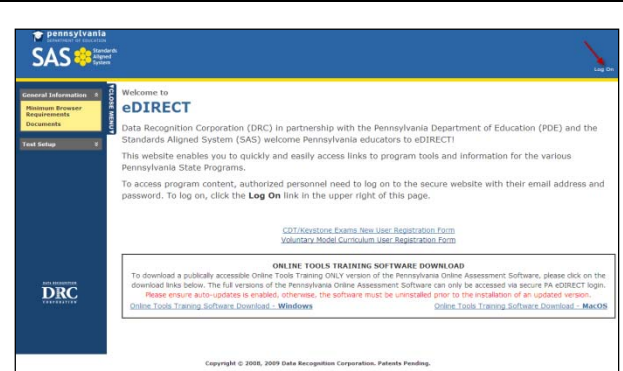 pennsylvania
DEPARTMENT OF EDUCATION
SAS Standards Aligned System
Log On
General Information
Minimum Browser
Requirements
Documents
Test Setup
CLOSE MENU
Welcome to
eDIRECT
Data Recognition Corporation (DRC) in partnership with the Pennsylvania Department of Education (PDE) and the
Standards Aligned System (SAS) welcome Pennsylvania educators to eDIRECT!
This website enables you to quickly and easily access links to program tools and information for the various
Pennsylvania State Programs.
To access program content, authorized personnel need to log on to the secure website with their email address and
password. To log on, click the Log On link in the upper right of this page.
CDT/Keystone Exams New User Registration Form
Voluntary Model Curriculum User Registration Form
ONLINE TOOLS TRAINING SOFTWARE DOWNLOAD
To download a publically accessible Online Tools Training ONLY version of the Pennsylvania Online Assessment Software, please click on the
download links below. The full versions of the Pennsylvania Online Assessment Software can only be accessed via secure PA eDIRECT login.
Please ensure auto-updates is enabled, otherwise, the software must be uninstalled prior to the installation of an updated version.
Online Tools Training Software Download - Windows
Online Tools Training Software Download - MacOS
DATA RECOGNITION
DRC
CORPORATION
Copyright © 2008, 2009 Data Recognition Corporation. Patents Pending.